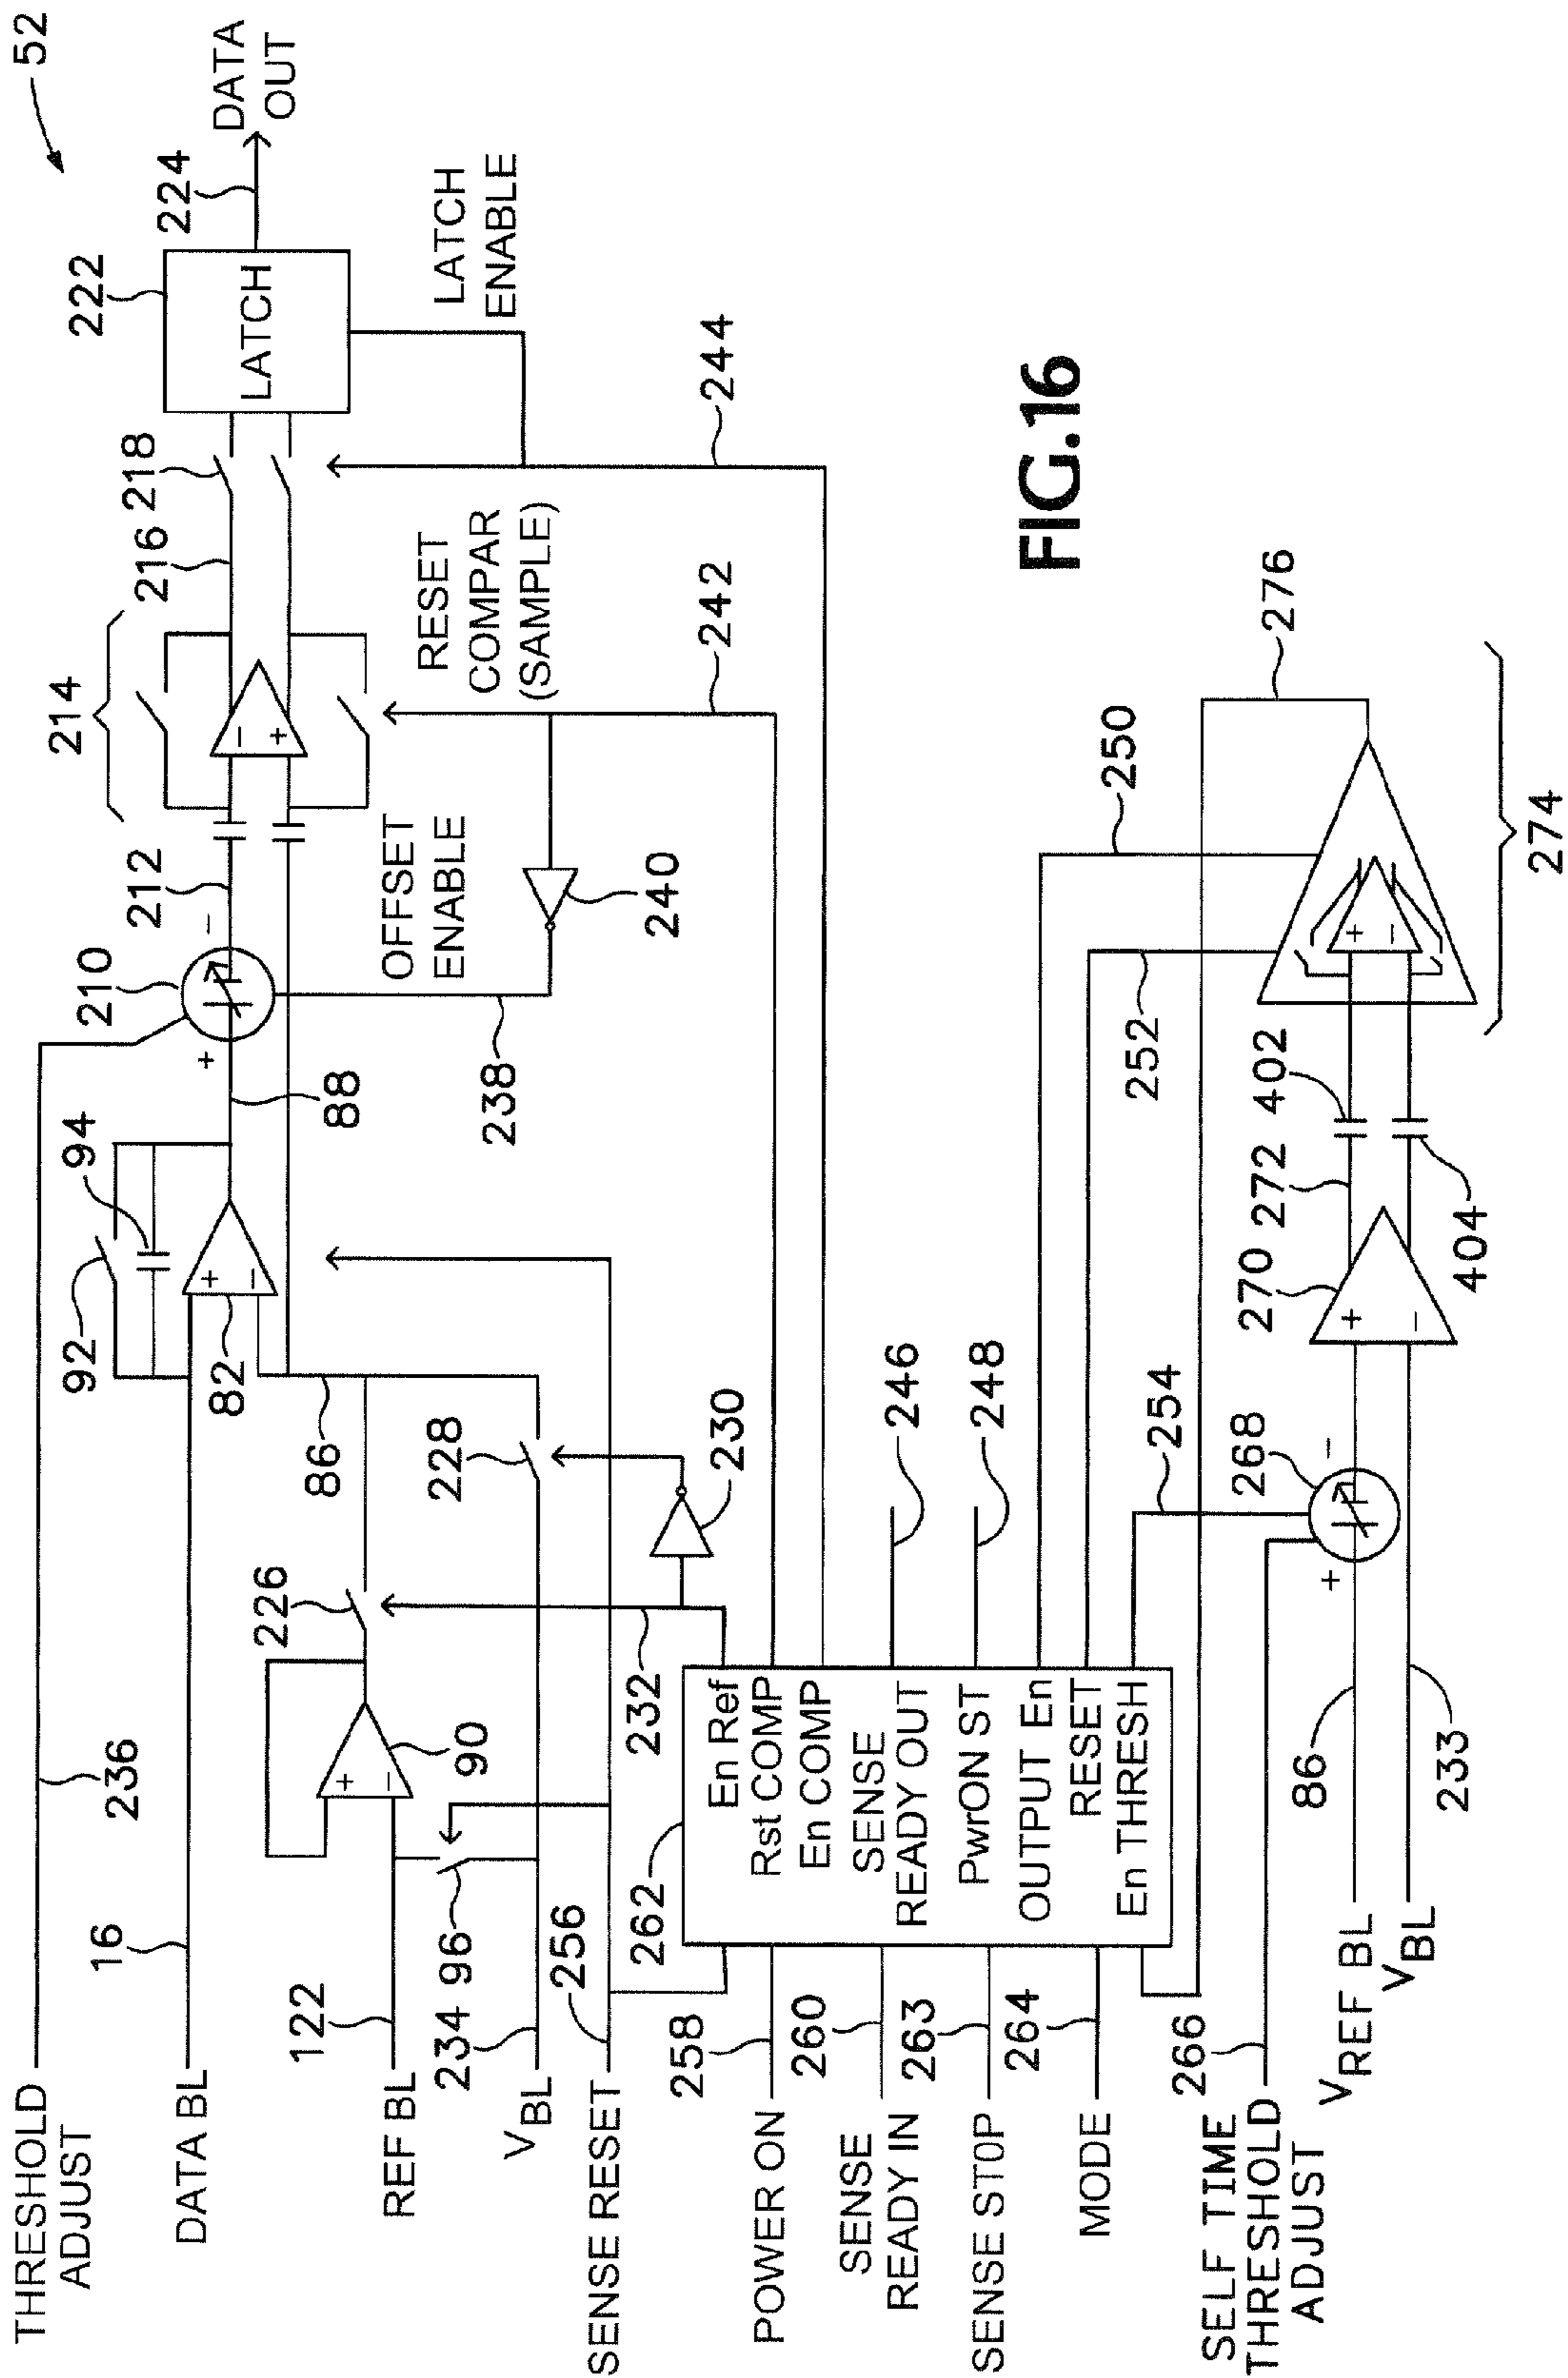 52
THRESHOLD
ADJUST
236
DATA BL
16
92
94
82
+
−
88
+
210
−
212
214
−
+
216
218
222
LATCH
224
DATA
OUT
LATCH
ENABLE
REF BL
122
96
+
−
90
226
86
228
230
232
V BL
234
SENSE RESET
256
OFFSET
ENABLE
238
240
RESET
COMPAR
(SAMPLE)
242
244
262
En Ref
Rst COMP
En COMP
SENSE
READY OUT
PwrON ST
OUTPUT En
RESET
En THRESH
POWER ON
258
SENSE
READY IN
260
SENSE STOP
263
MODE
264
246
248
250
252
254
SELF TIME
THRESHOLD
ADJUST
266
VREF BL
86
VBL
233
+
268
−
270
+
−
272
402
404
+
−
274
276
FIG.16